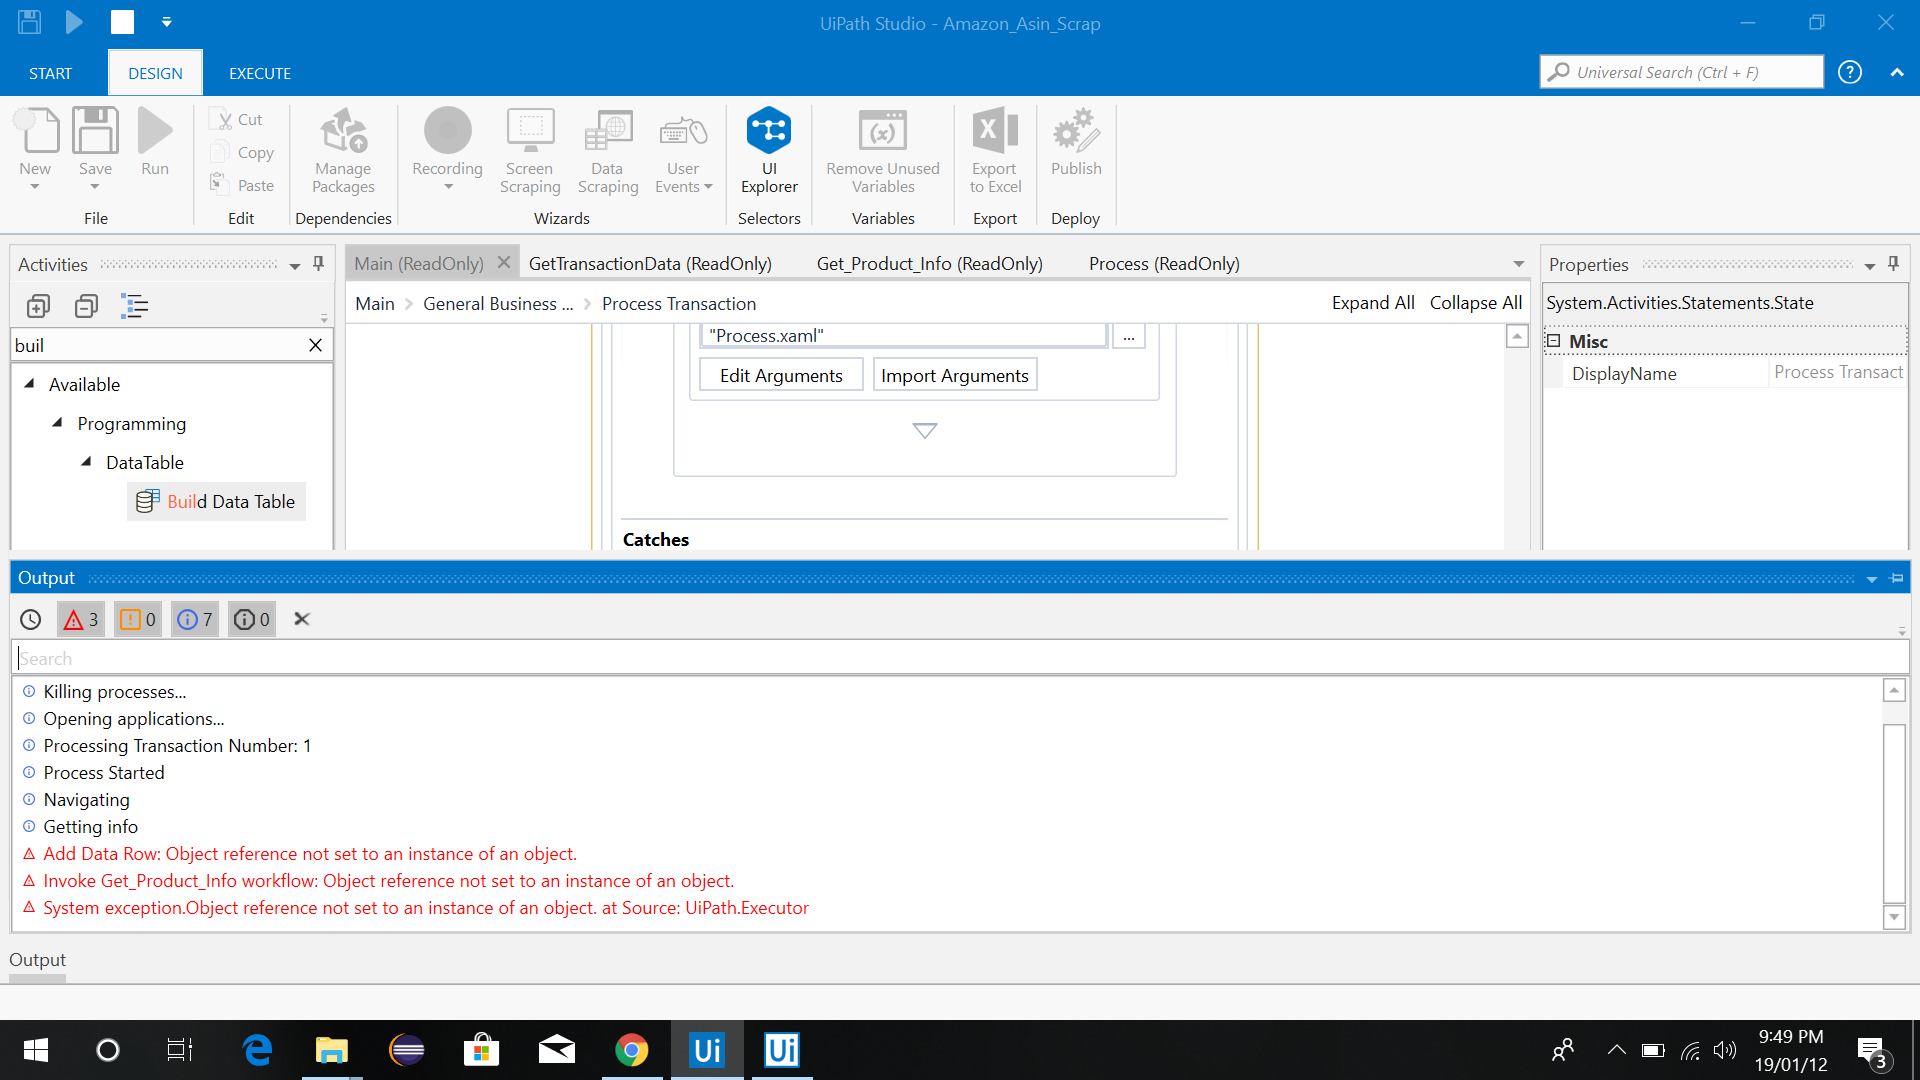 UiPath Studio - Amazon_Asin_Scrap
START
DESIGN
EXECUTE
Universal Search (Ctrl + F)
New
Save
Run
Cut
Copy
Paste
Manage
Packages
Recording
Screen
Scraping
Data
Scraping
User
Events
UI
Explorer
Remove Unused
Variables
Export
to Excel
Publish
File
Edit
Dependencies
Wizards
Selectors
Variables
Export
Deploy
Activities
Main (ReadOnly)
GetTransactionData (ReadOnly)
Get_Product_Info (ReadOnly)
Process (ReadOnly)
Properties
Main > General Business ... > Process Transaction
Expand All
Collapse All
System.Activities.Statements.State
buil
"Process.xaml"
...
Misc
Edit Arguments
Import Arguments
DisplayName
Process Transact
Available
Programming
DataTable
Build Data Table
Catches
Output
3
0
7
0
Search
Killing processes...
Opening applications...
Processing Transaction Number: 1
Process Started
Navigating
Getting info
Add Data Row: Object reference not set to an instance of an object.
Invoke Get_Product_Info workflow: Object reference not set to an instance of an object.
System exception.Object reference not set to an instance of an object. at Source: UiPath.Executor
Output
Ui
Ui
9:49 PM
19/01/12
3